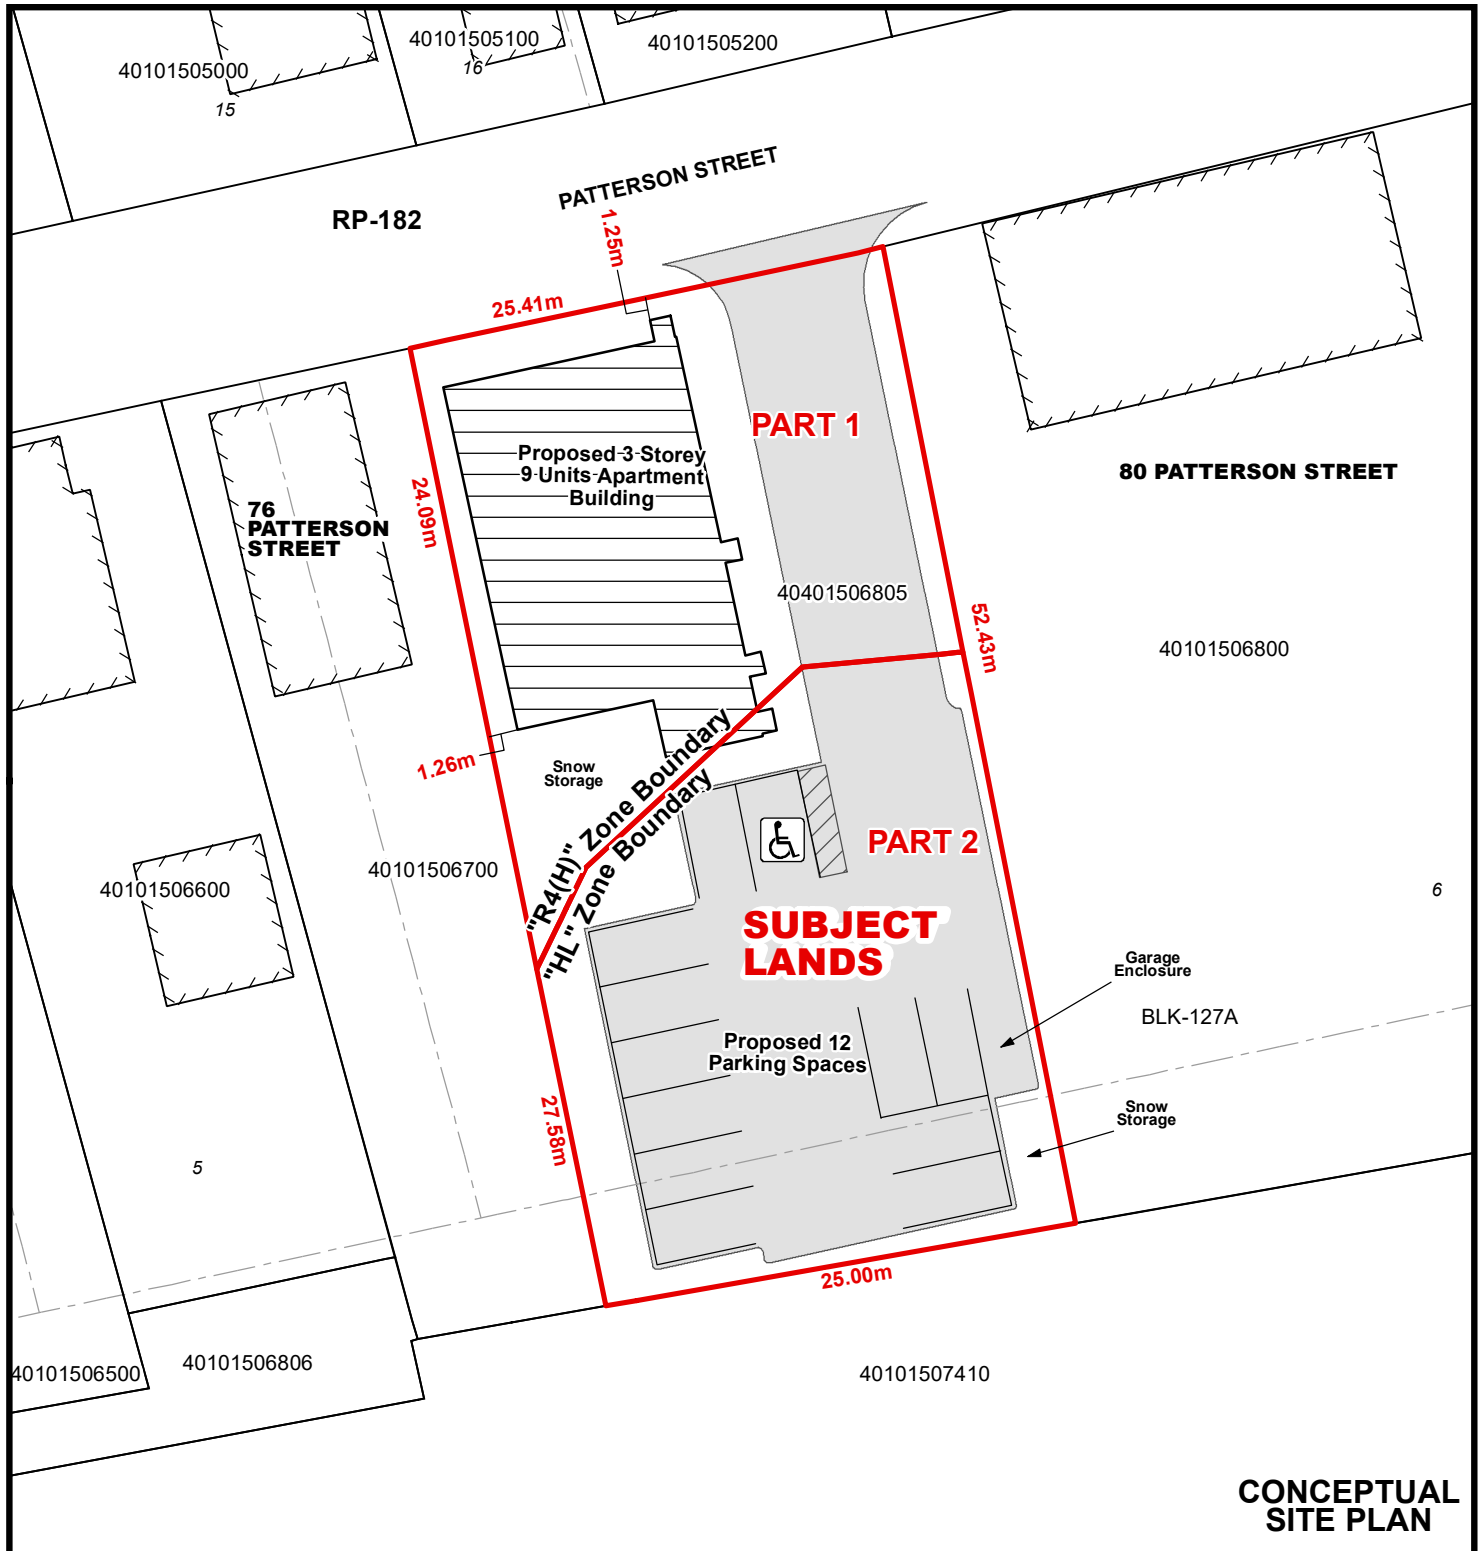 40101505000
15
40101505100
16
40101505200
PATTERSON STREET
RP-182
1.25m
25.41m
PART 1
Proposed 3 Storey
9 Units Apartment
Building
80 PATTERSON STREET
76
PATTERSON
STREET
24.09m
40401506805
52.43m
40101506800
1.26m
Snow
Storage
"R4(H)" Zone Boundary
"HL" Zone Boundary
PART 2
40101506700
40101506600
6
SUBJECT
LANDS
Garage
Enclosure
BLK-127A
Proposed 12
Parking Spaces
Snow
Storage
27.58m
5
25.00m
40101506500
40101506806
40101507410
CONCEPTUAL
SITE PLAN